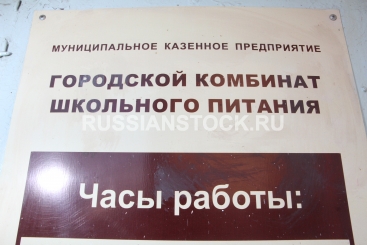 МУНИЦИПАЛЬНОЕ КАЗЕННОЕ ПРЕДПРИЯТИЕ
ГОРОДСКОЙ КОМБИНАТ
ШКОЛЬНОГО ПИТАНИЯ
RUSSIANSTOCK.RU
Часы работы: